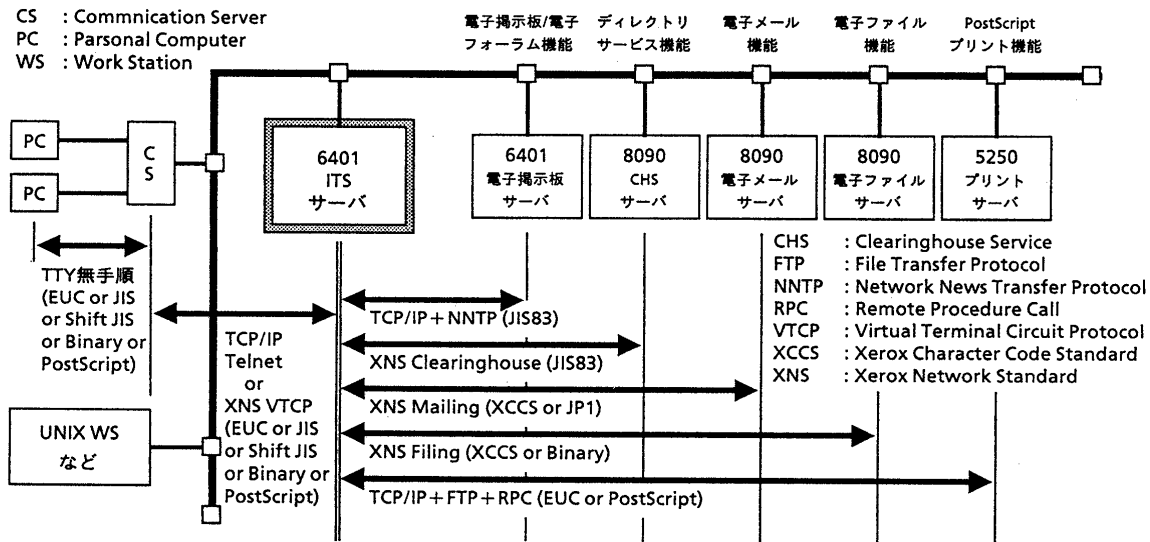 CS : Commnication Server
PC : Parsonal Computer
WS : Work Station
電子掲示板/電子
フォーラム機能
ディレクトリ
サービス機能
電子メール
機能
電子ファイル
機能
PostScript
プリント機能
PC
PC
C
S
6401
ITS
サーバ
6401
電子掲示板
サーバ
8090
CHS
サーバ
8090
電子メール
サーバ
8090
電子ファイル
サーバ
5250
プリント
サーバ
CHS : Clearinghouse Service
FTP : File Transfer Protocol
NNTP : Network News Transfer Protocol
RPC : Remote Procedure Call
VTCP : Virtual Terminal Circuit Protocol
XCCS : Xerox Character Code Standard
XNS : Xerox Network Standard
TTY無手順
(EUC or JIS
or Shift JIS
or Binary or
PostScript)
TCP/IP
Telnet
or
XNS VTCP
(EUC or JIS
or Shift JIS
or Binary or
PostScript)
TCP/IP+NNTP (JIS83)
XNS Clearinghouse (JIS83)
XNS Mailing (XCCS or JP1)
XNS Filing (XCCS or Binary)
TCP/IP+FTP+RPC (EUC or PostScript)
UNIX WS
など